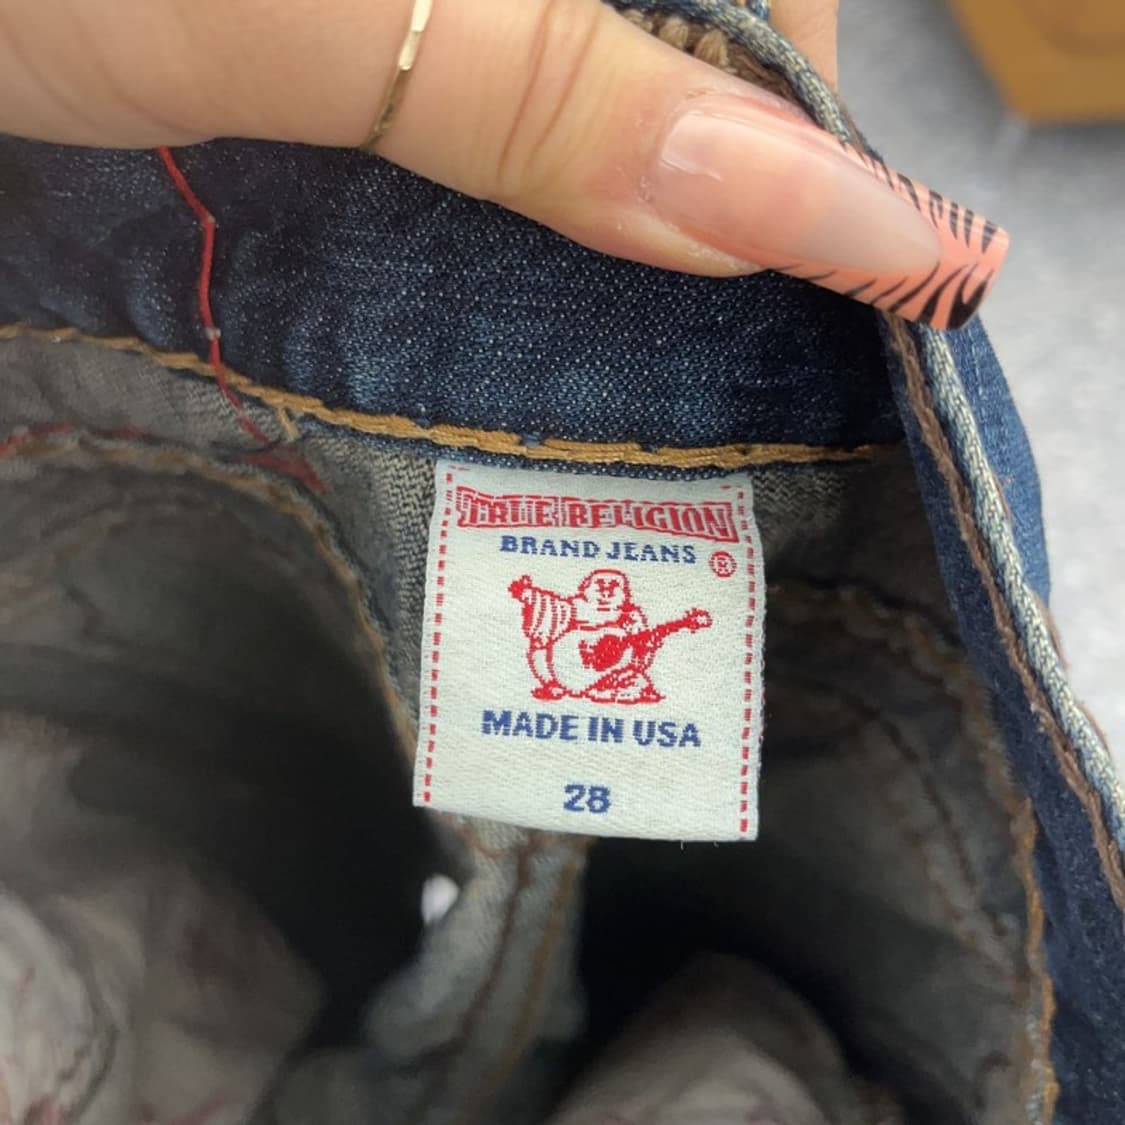 TRUE RELIGION
BRAND JEANS ®
MADE IN USA
28